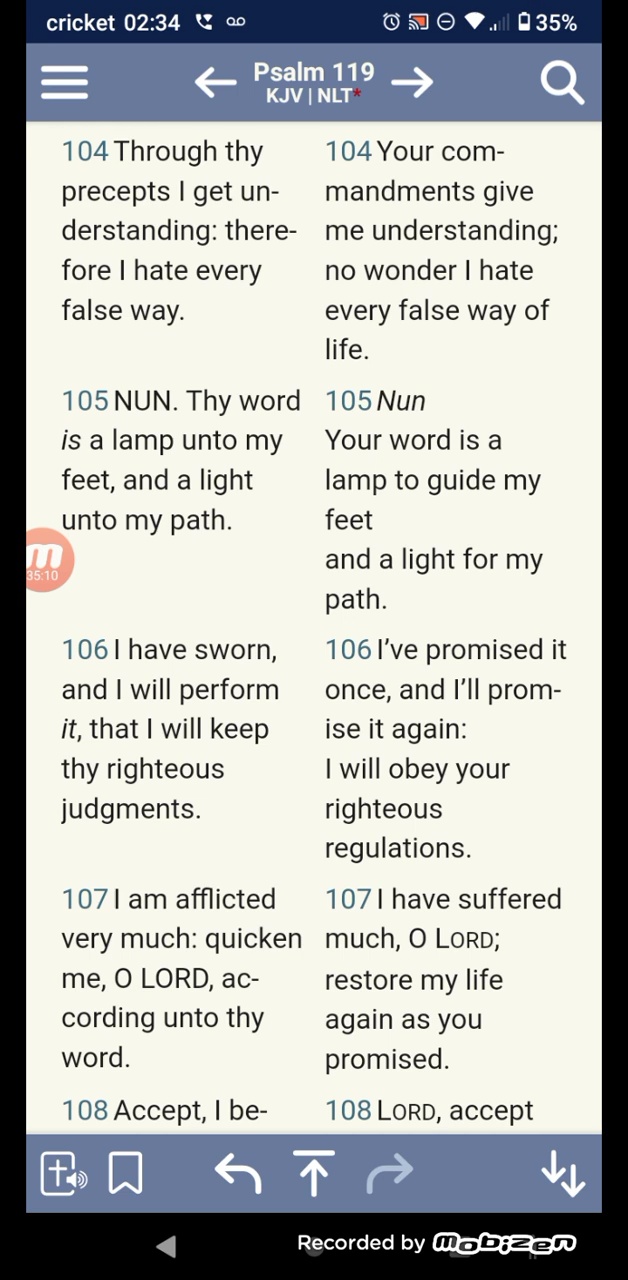 cricket 02:34 35%
Psalm 119
KJV | NLT*
104 Through thy
precepts I get un-
derstanding: there-
fore I hate every
false way.
104 Your com-
mandments give
me understanding;
no wonder I hate
every false way of
life.
105 NUN. Thy word
is a lamp unto my
feet, and a light
unto my path.
105 Nun
Your word is a
lamp to guide my
feet
and a light for my
path.
m
35:10
106 I have sworn,
and I will perform
it, that I will keep
thy righteous
judgments.
106 I’ve promised it
once, and I’ll prom-
ise it again:
I will obey your
righteous
regulations.
107 I am afflicted
very much: quicken
me, O LORD, ac-
cording unto thy
word.
107 I have suffered
much, O LORD;
restore my life
again as you
promised.
108 Accept, I be-
108 LORD, accept
Recorded by Mobizen